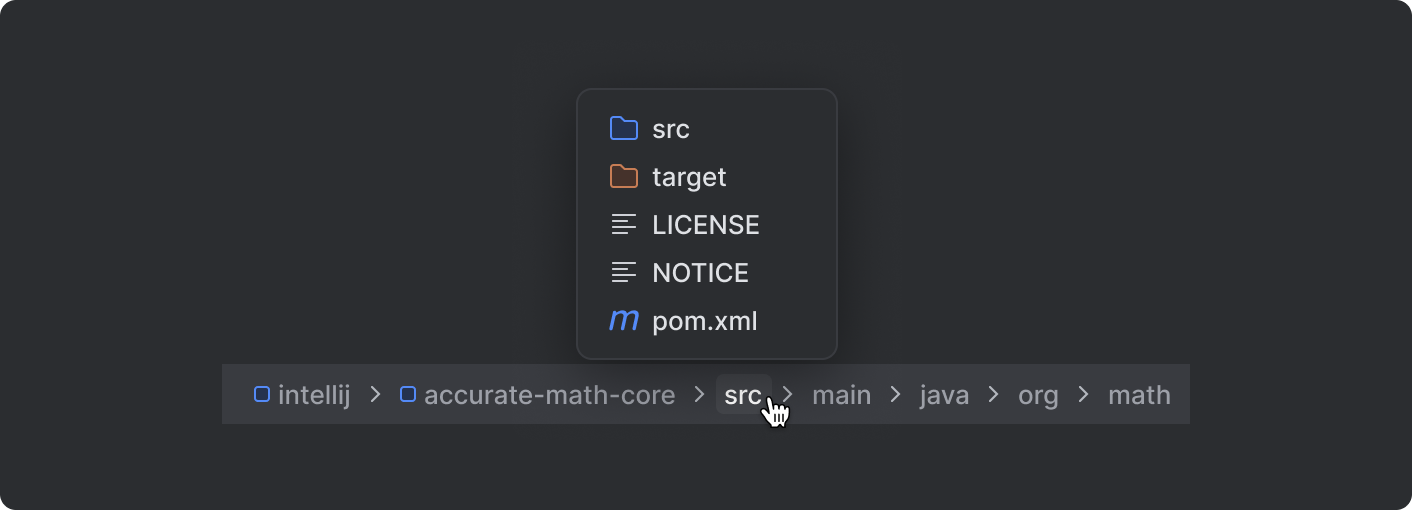 src
target
LICENSE
NOTICE
m pom.xml
intellij > accurate-math-core > src > main > java > org > math